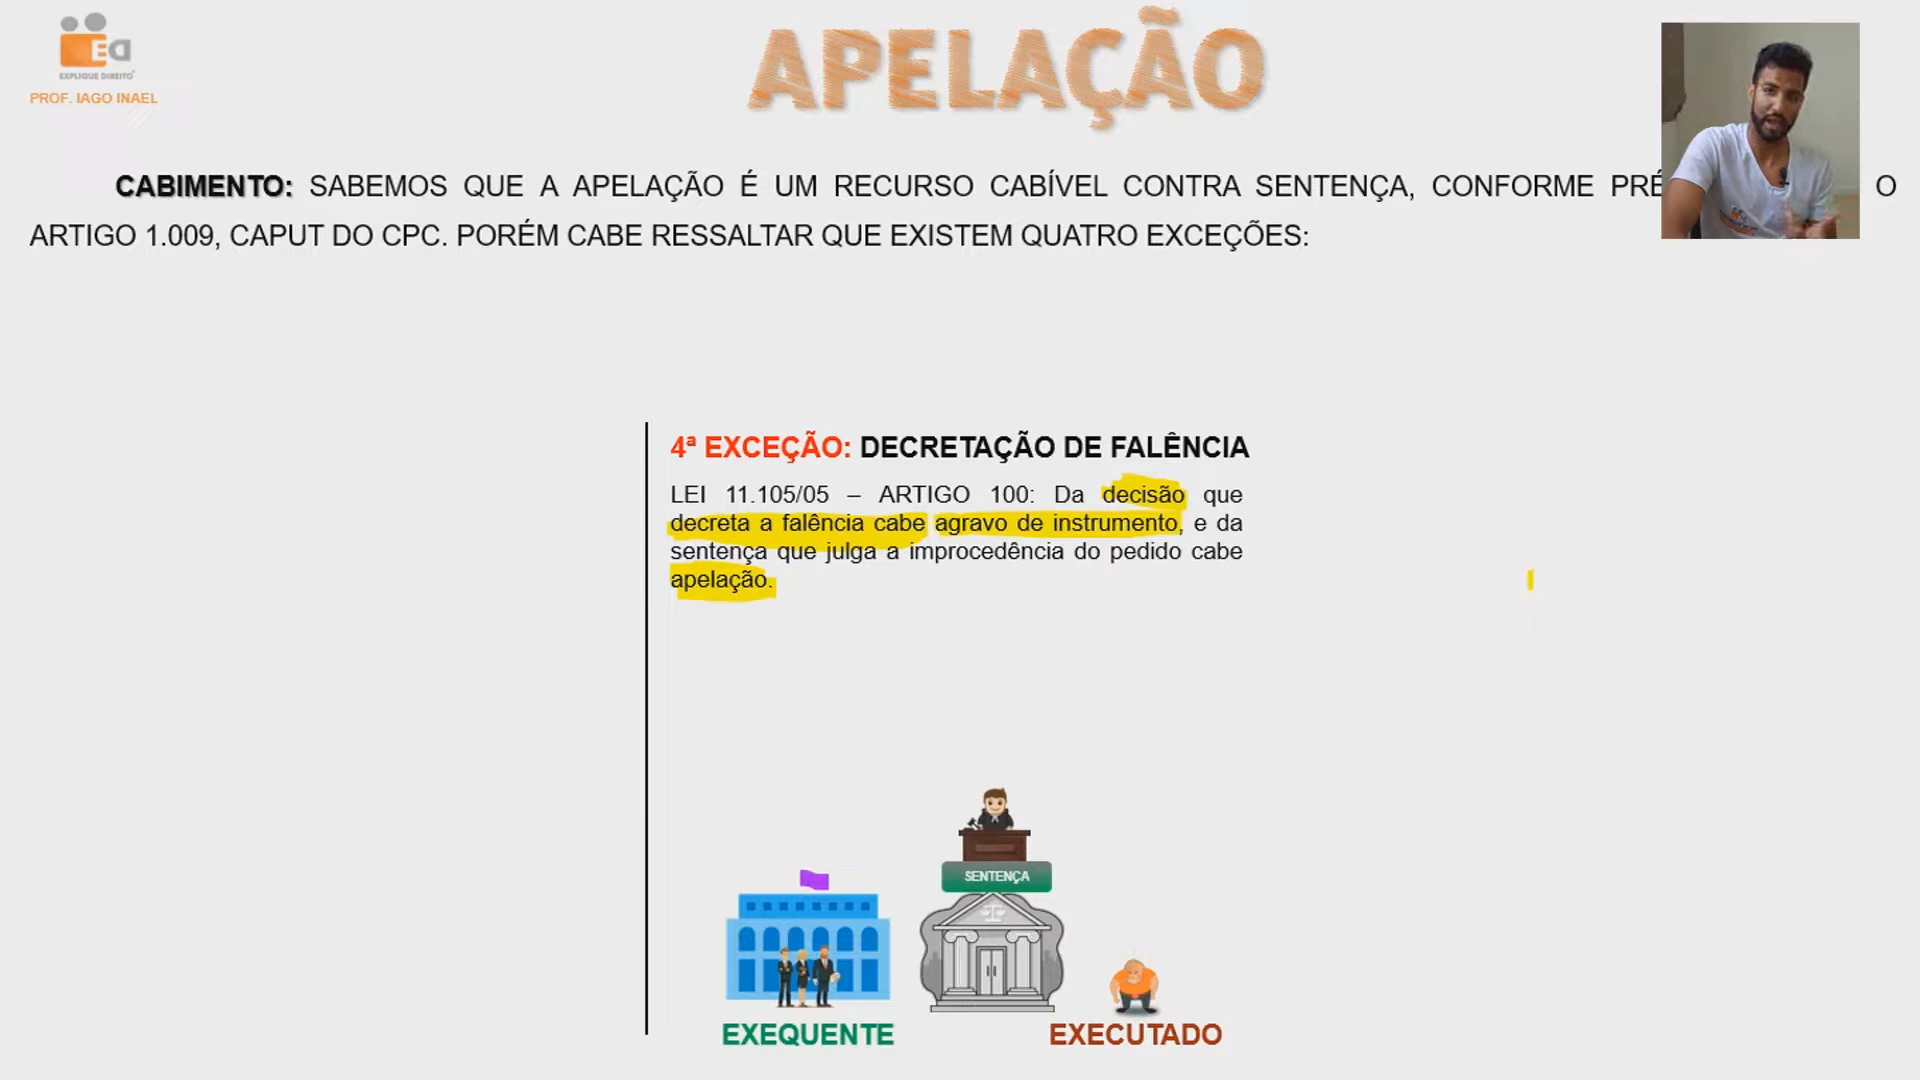 ED
EXPLIQUE DIREITO
PROF. IAGO INAEL
APELAÇÃO
CABIMENTO: SABEMOS QUE A APELAÇÃO É UM RECURSO CABÍVEL CONTRA SENTENÇA, CONFORME PRÉ O
ARTIGO 1.009, CAPUT DO CPC. PORÉM CABE RESSALTAR QUE EXISTEM QUATRO EXCEÇÕES:
4ª EXCEÇÃO: DECRETAÇÃO DE FALÊNCIA
LEI 11.105/05 – ARTIGO 100: Da decisão que
decreta a falência cabe agravo de instrumento, e da
sentença que julga a improcedência do pedido cabe
apelação.
SENTENÇA
EXEQUENTE
EXECUTADO